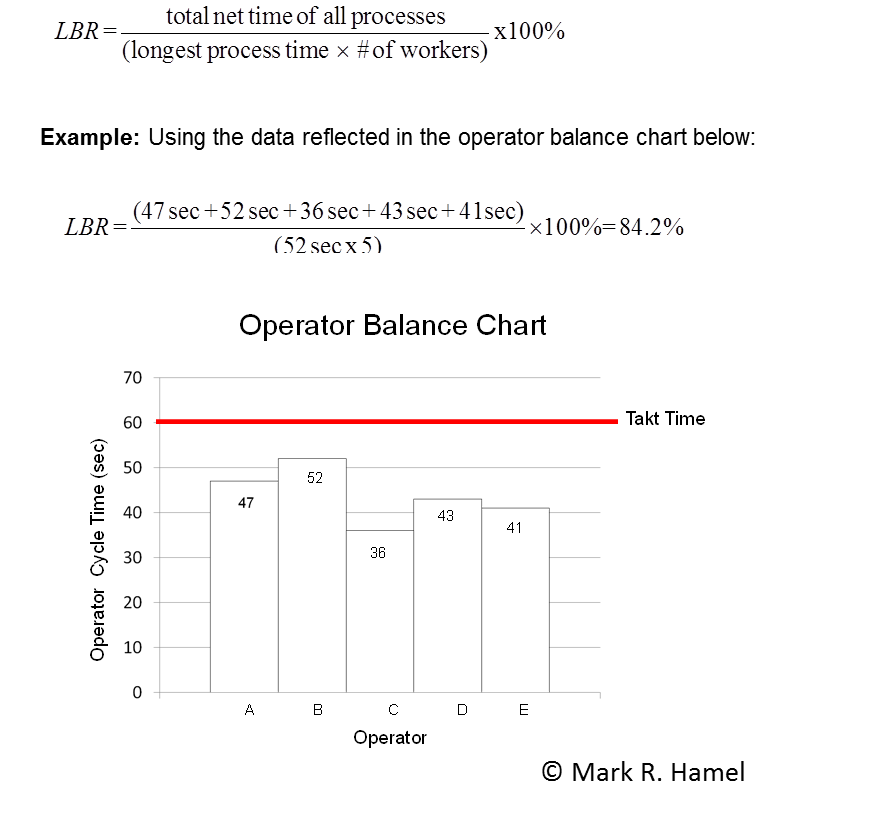 LBR = total net time of all processes / (longest process time × # of workers) x100%
Example: Using the data reflected in the operator balance chart below:
LBR = (47 sec + 52 sec + 36 sec + 43 sec + 41sec) / (52 sec x 5) ×100%= 84.2%
Operator Balance Chart
70
60
Takt Time
50
40
30
20
10
0
Operator Cycle Time (sec)
47
52
36
43
41
A B C D E
Operator
© Mark R. Hamel